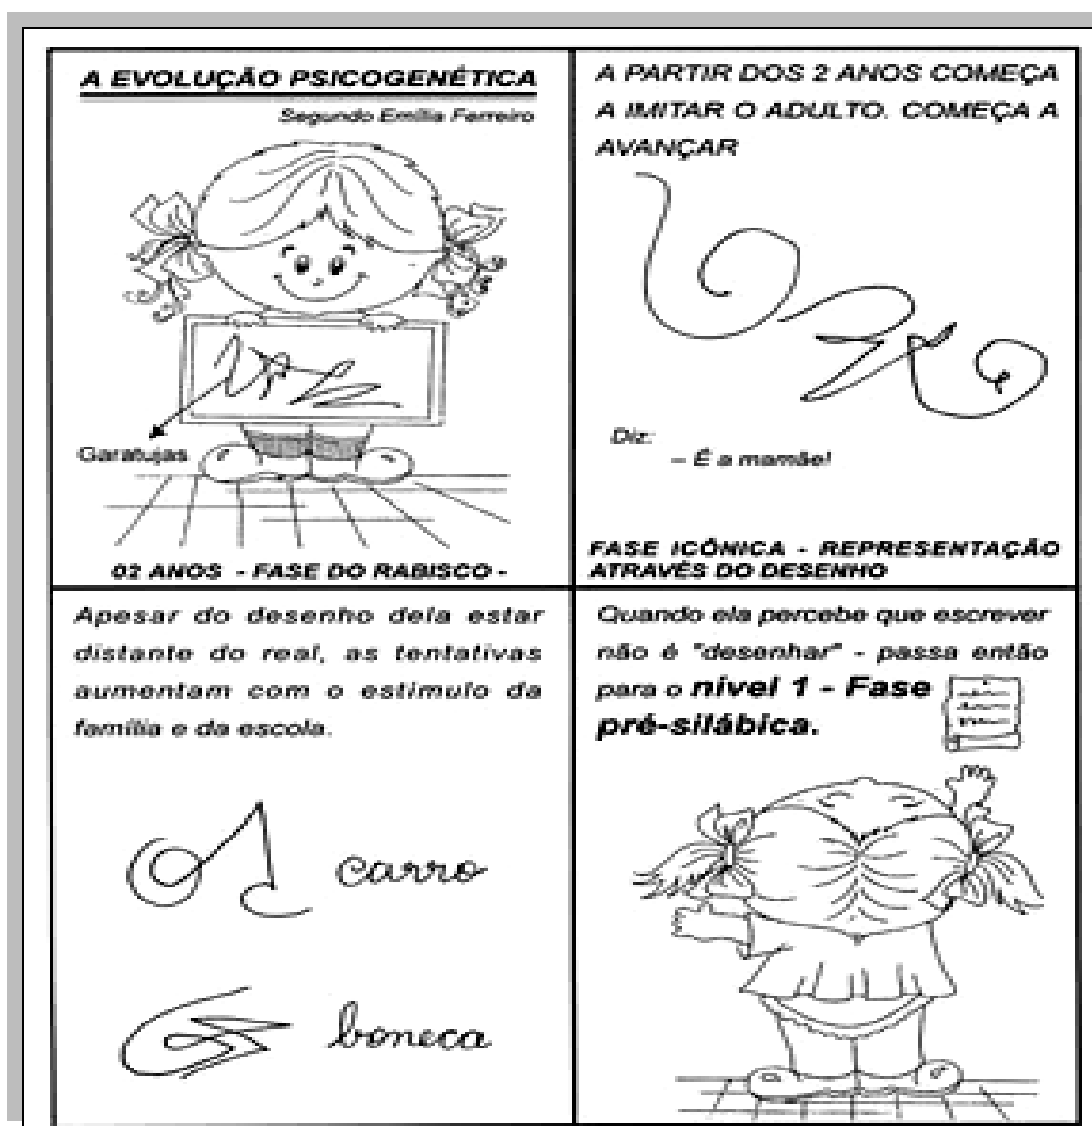 A EVOLUÇÃO PSICOGENÉTICA
Segundo Emília Ferreiro
Garatujas
02 ANOS - FASE DO RABISCO -
A PARTIR DOS 2 ANOS COMEÇA
A IMITAR O ADULTO. COMEÇA A
AVANÇAR
Diz:
– É a mamãe!
FASE ICÔNICA - REPRESENTAÇÃO
ATRAVÉS DO DESENHO
Apesar do desenho dela estar
distante do real, as tentativas
aumentam com o estímulo da
família e da escola.
carro
boneca
Quando ela percebe que escrever
não é "desenhar" - passa então
para o nível 1 - Fase
pré-silábica.